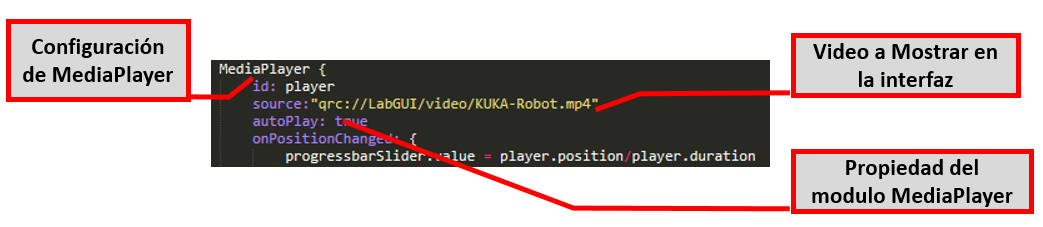 Configuración
de MediaPlayer
MediaPlayer {
id: player
source:"qrc://LabGUI/video/KUKA-Robot.mp4"
autoPlay: true
onPositionChanged: {
progressbarSlider.value = player.position/player.duration
Video a Mostrar en
la interfaz
Propiedad del
modulo MediaPlayer